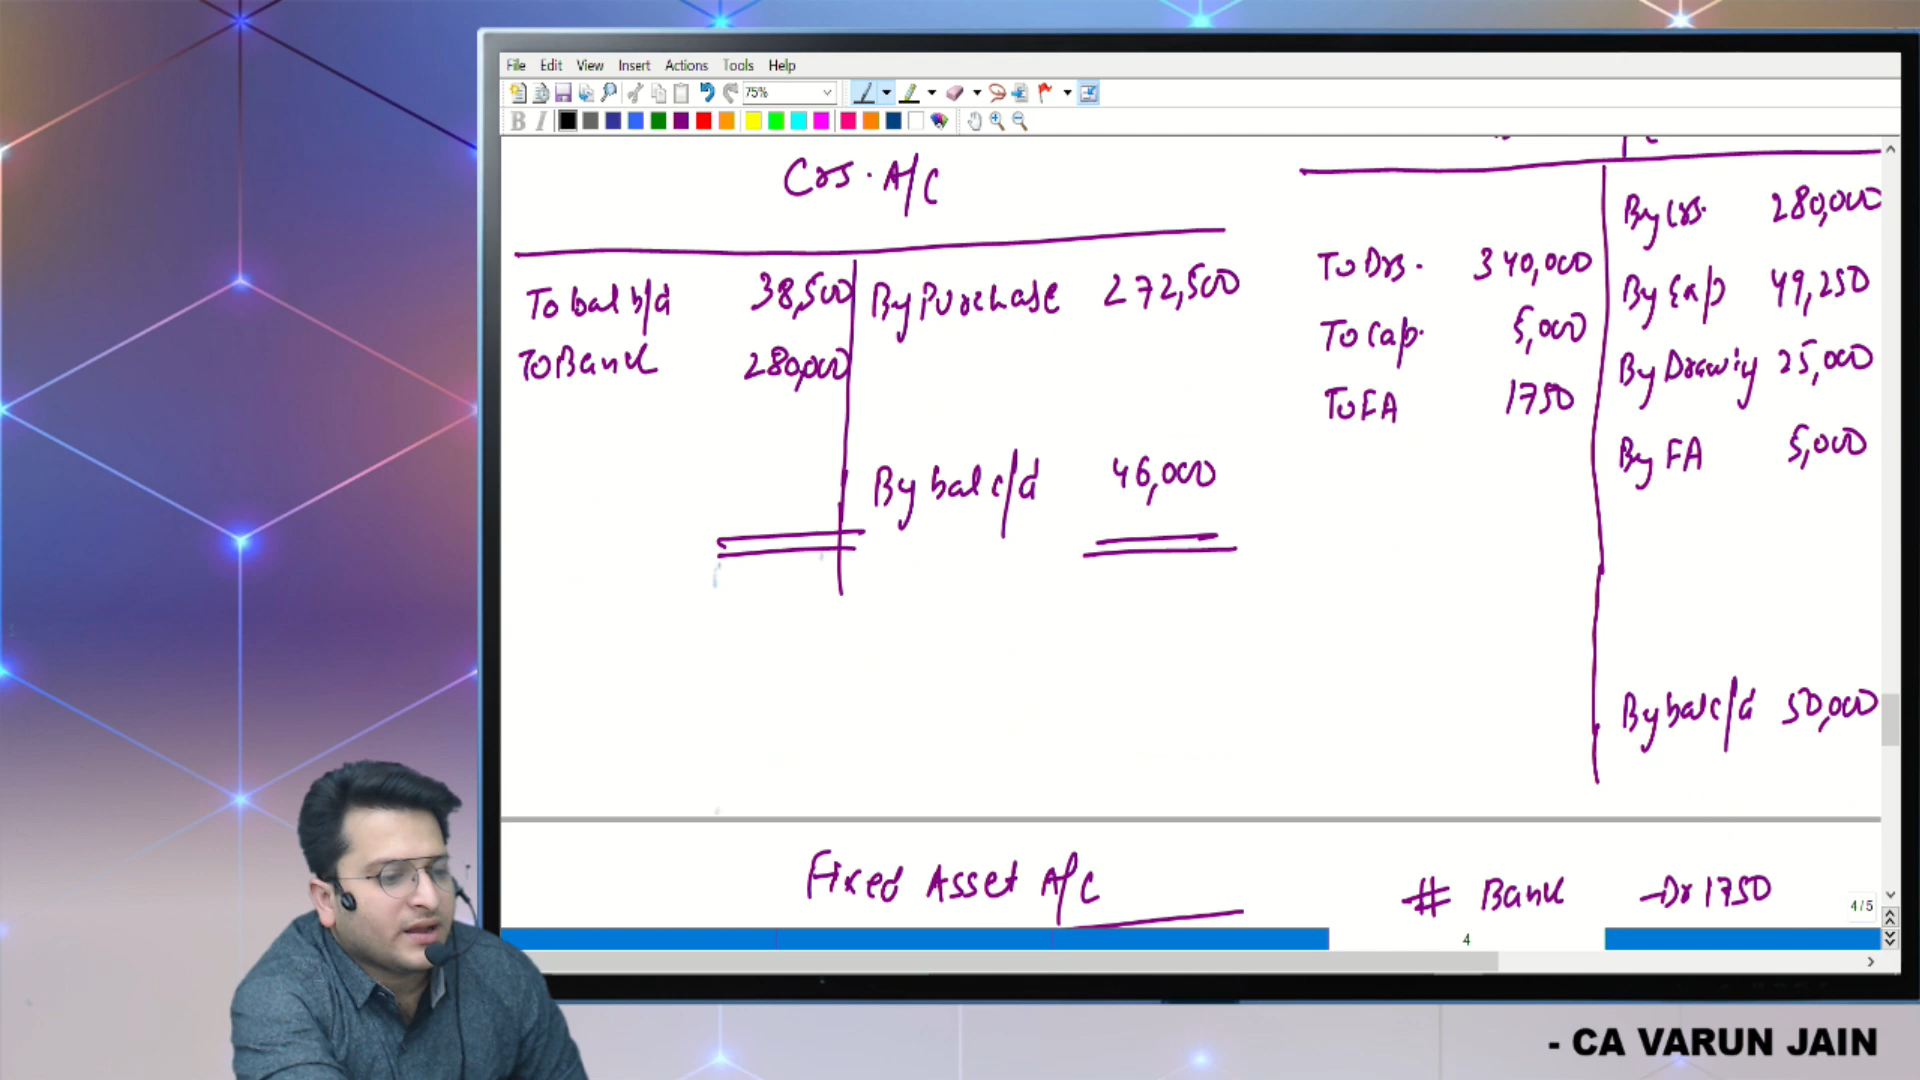 File Edit View Insert Actions Tools Help
75%
B I
Crs. A/C
To bal b/d 38,500 By Purchase 272,500
To Bank 280,000
By bal c/d 46,000
By Crs. 280,000
To Drs. 340,000 By Exp 49,250
To Cap. 5,000 By Drawing 25,000
To FA 1750 By FA 5,000
By bal c/d 50,000
Fixed Asset A/C
# Bank - Dr 1750
4/5
4
- CA VARUN JAIN